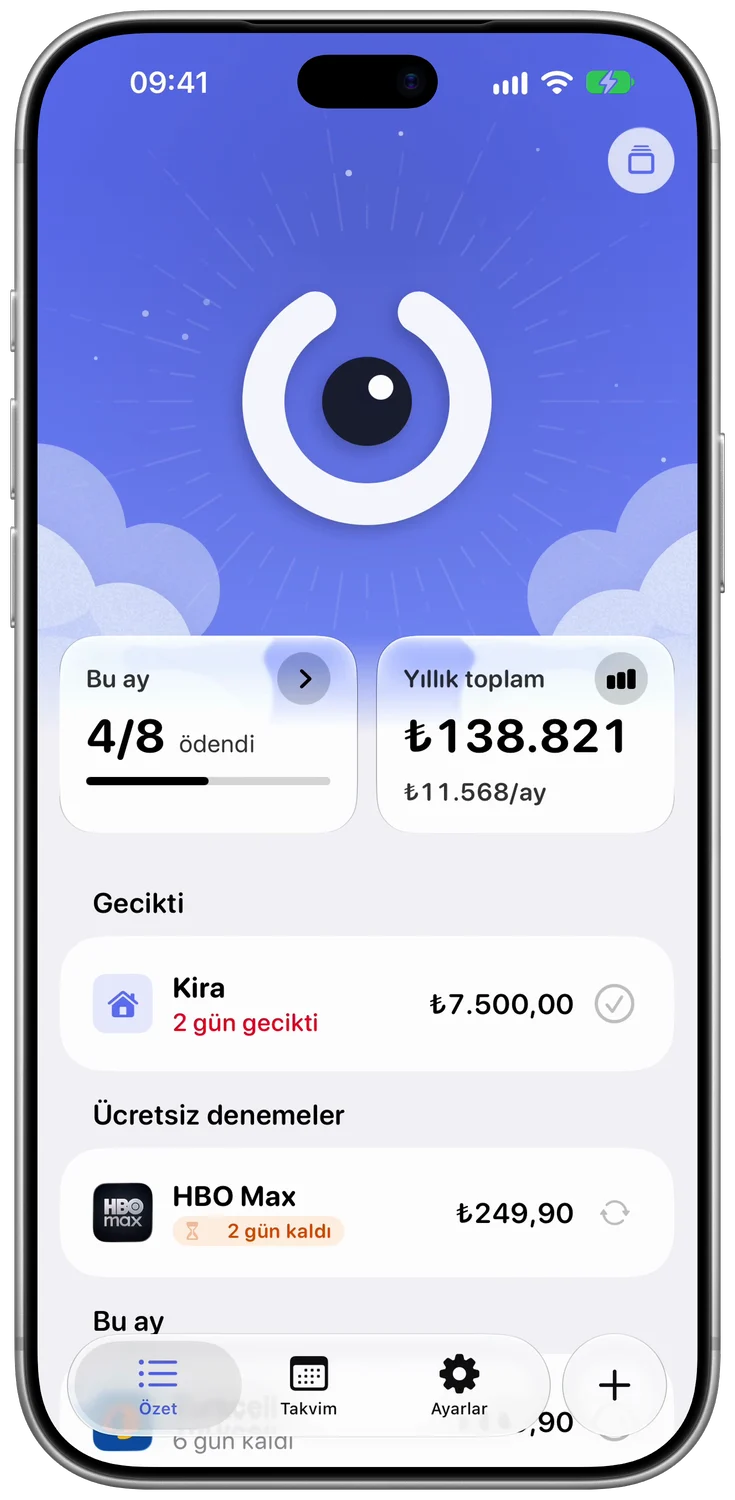 09:41
Bu ay
4/8 ödendi
Yıllık toplam
₺138.821
₺11.568/ay
Gecikti
Kira
2 gün gecikti
₺7.500,00
Ücretsiz denemeler
HBO max
HBO Max
2 gün kaldı
₺249,90
Bu ay
,90
6 gün kaldı
Özet
Takvim
Ayarlar